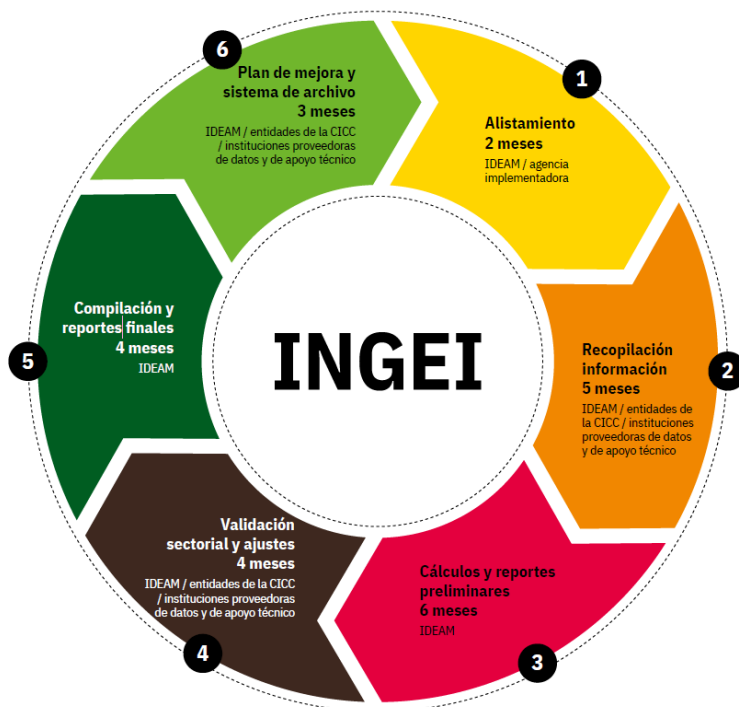 1
Alistamiento
2 meses
IDEAM / agencia
implementadora
2
Recopilación
información
5 meses
IDEAM / entidades de
la CICC / instituciones
proveedoras de datos
y de apoyo técnico
3
Cálculos y reportes
preliminares
6 meses
IDEAM
4
Validación
sectorial y ajustes
4 meses
IDEAM / entidades de la CICC
/ instituciones proveedoras
de datos y de apoyo técnico
5
Compilación y
reportes finales
4 meses
IDEAM
6
Plan de mejora y
sistema de archivo
3 meses
IDEAM / entidades de la CICC
/ instituciones proveedoras
de datos y de apoyo técnico
INGEI